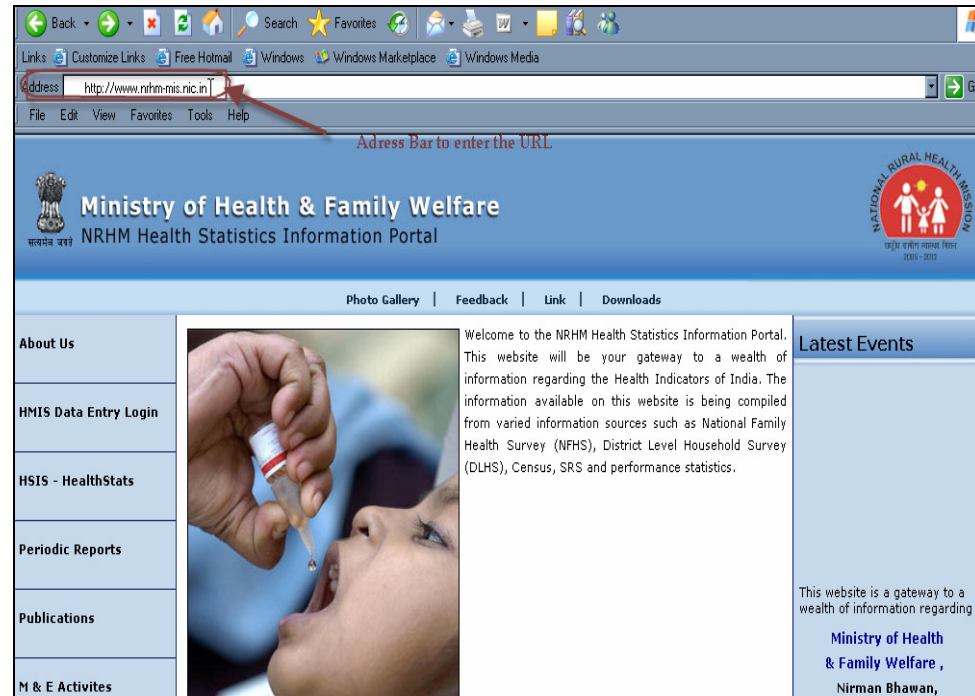 Back Search Favorites
Links Customize Links Free Hotmail Windows Windows Marketplace Windows Media
Address http://www.nrhm-mis.nic.in G
File Edit View Favorites Tools Help
Adress Bar to enter the URL
Ministry of Health & Family Welfare
NRHM Health Statistics Information Portal
सत्यमेव जयते
NATIONAL RURAL HEALTH MISSION
राष्ट्रीय ग्रामीण स्वास्थ्य मिशन
Photo Gallery | Feedback | Link | Downloads
About Us
HMIS Data Entry Login
HSIS - HealthStats
Periodic Reports
Publications
M & E Activites
Welcome to the NRHM Health Statistics Information Portal.
This website will be your gateway to a wealth of
information regarding the Health Indicators of India. The
information available on this website is being compiled
from varied information sources such as National Family
Health Survey (NFHS), District Level Household Survey
(DLHS), Census, SRS and performance statistics.
Latest Events
This website is a gateway to a
wealth of information regarding
Ministry of Health
& Family Welfare ,
Nirman Bhawan,